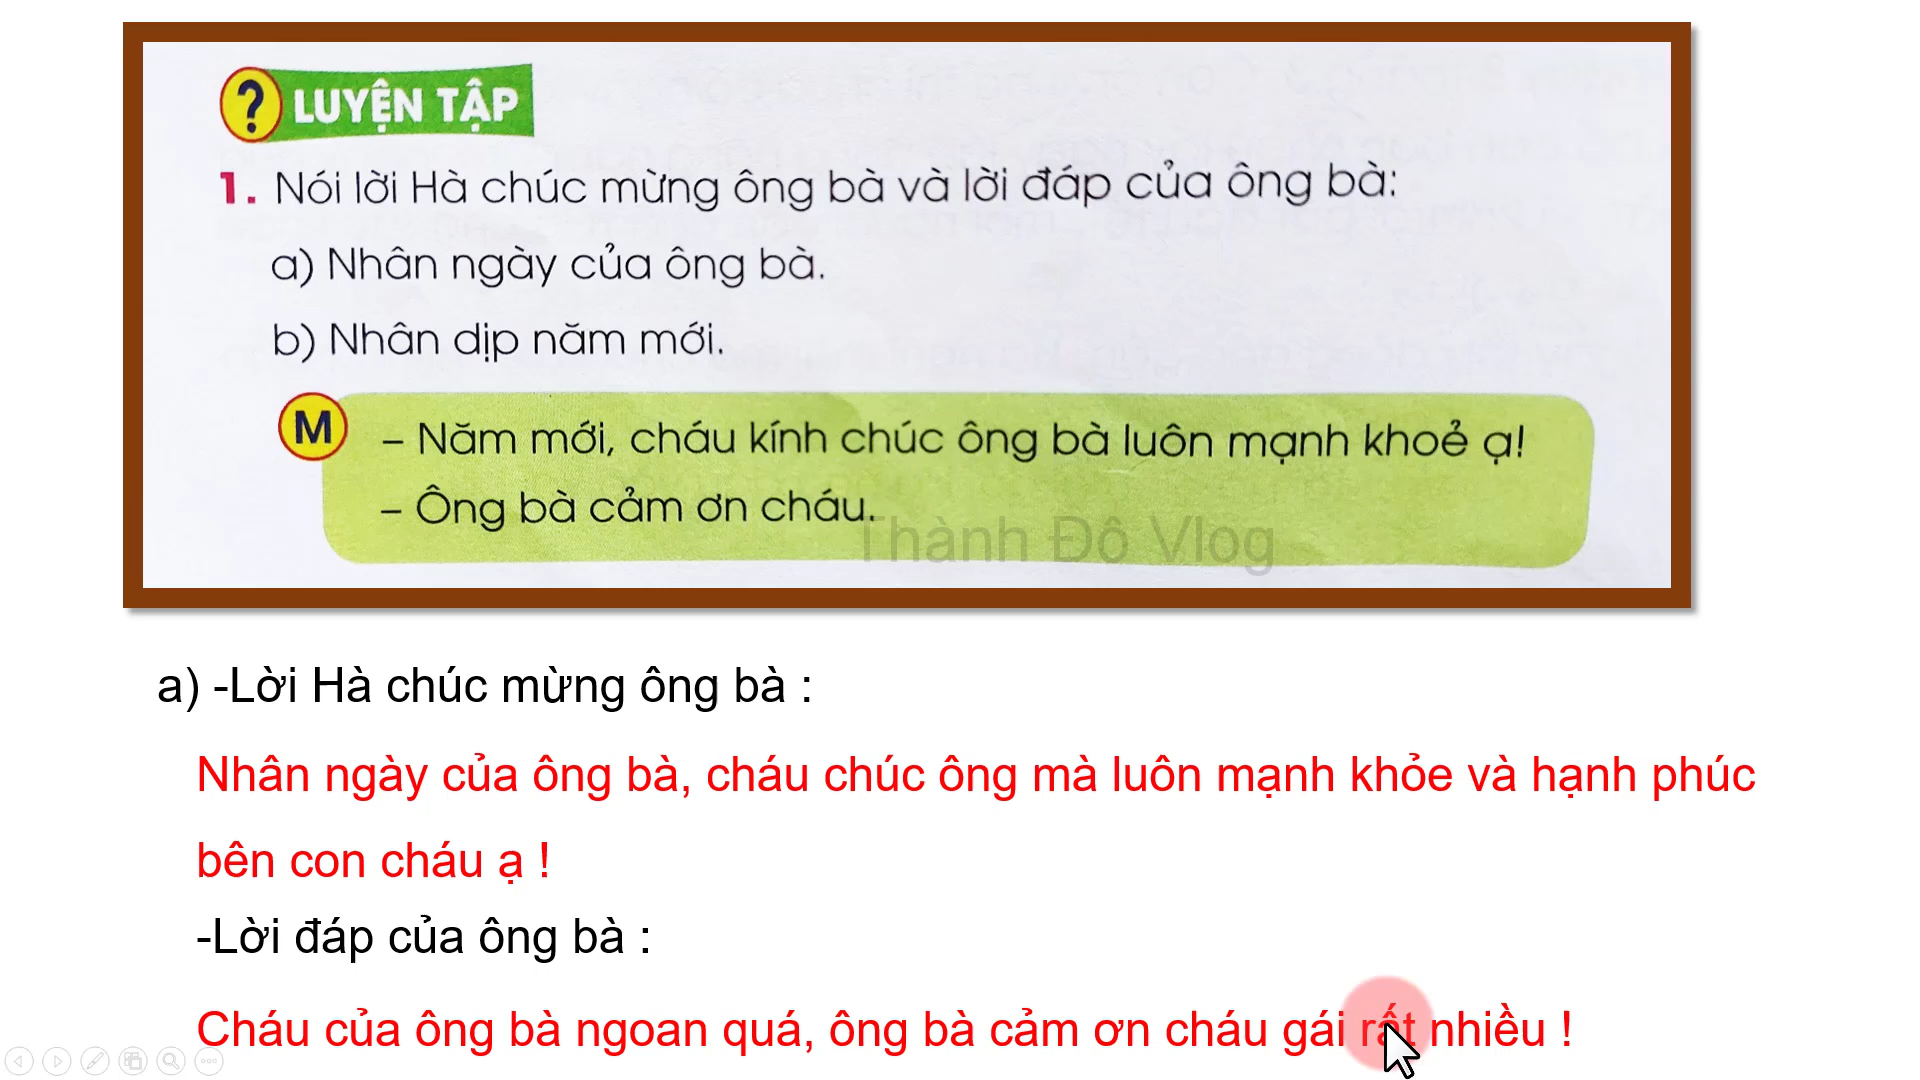 ? LUYỆN TẬP
1. Nói lời Hà chúc mừng ông bà và lời đáp của ông bà:
a) Nhân ngày của ông bà.
b) Nhân dịp năm mới.
M – Năm mới, cháu kính chúc ông bà luôn mạnh khoẻ ạ!
– Ông bà cảm ơn cháu.
Thành Đô Vlog
a) -Lời Hà chúc mừng ông bà :
Nhân ngày của ông bà, cháu chúc ông mà luôn mạnh khỏe và hạnh phúc
bên con cháu ạ !
-Lời đáp của ông bà :
Cháu của ông bà ngoan quá, ông bà cảm ơn cháu gái rất nhiều !